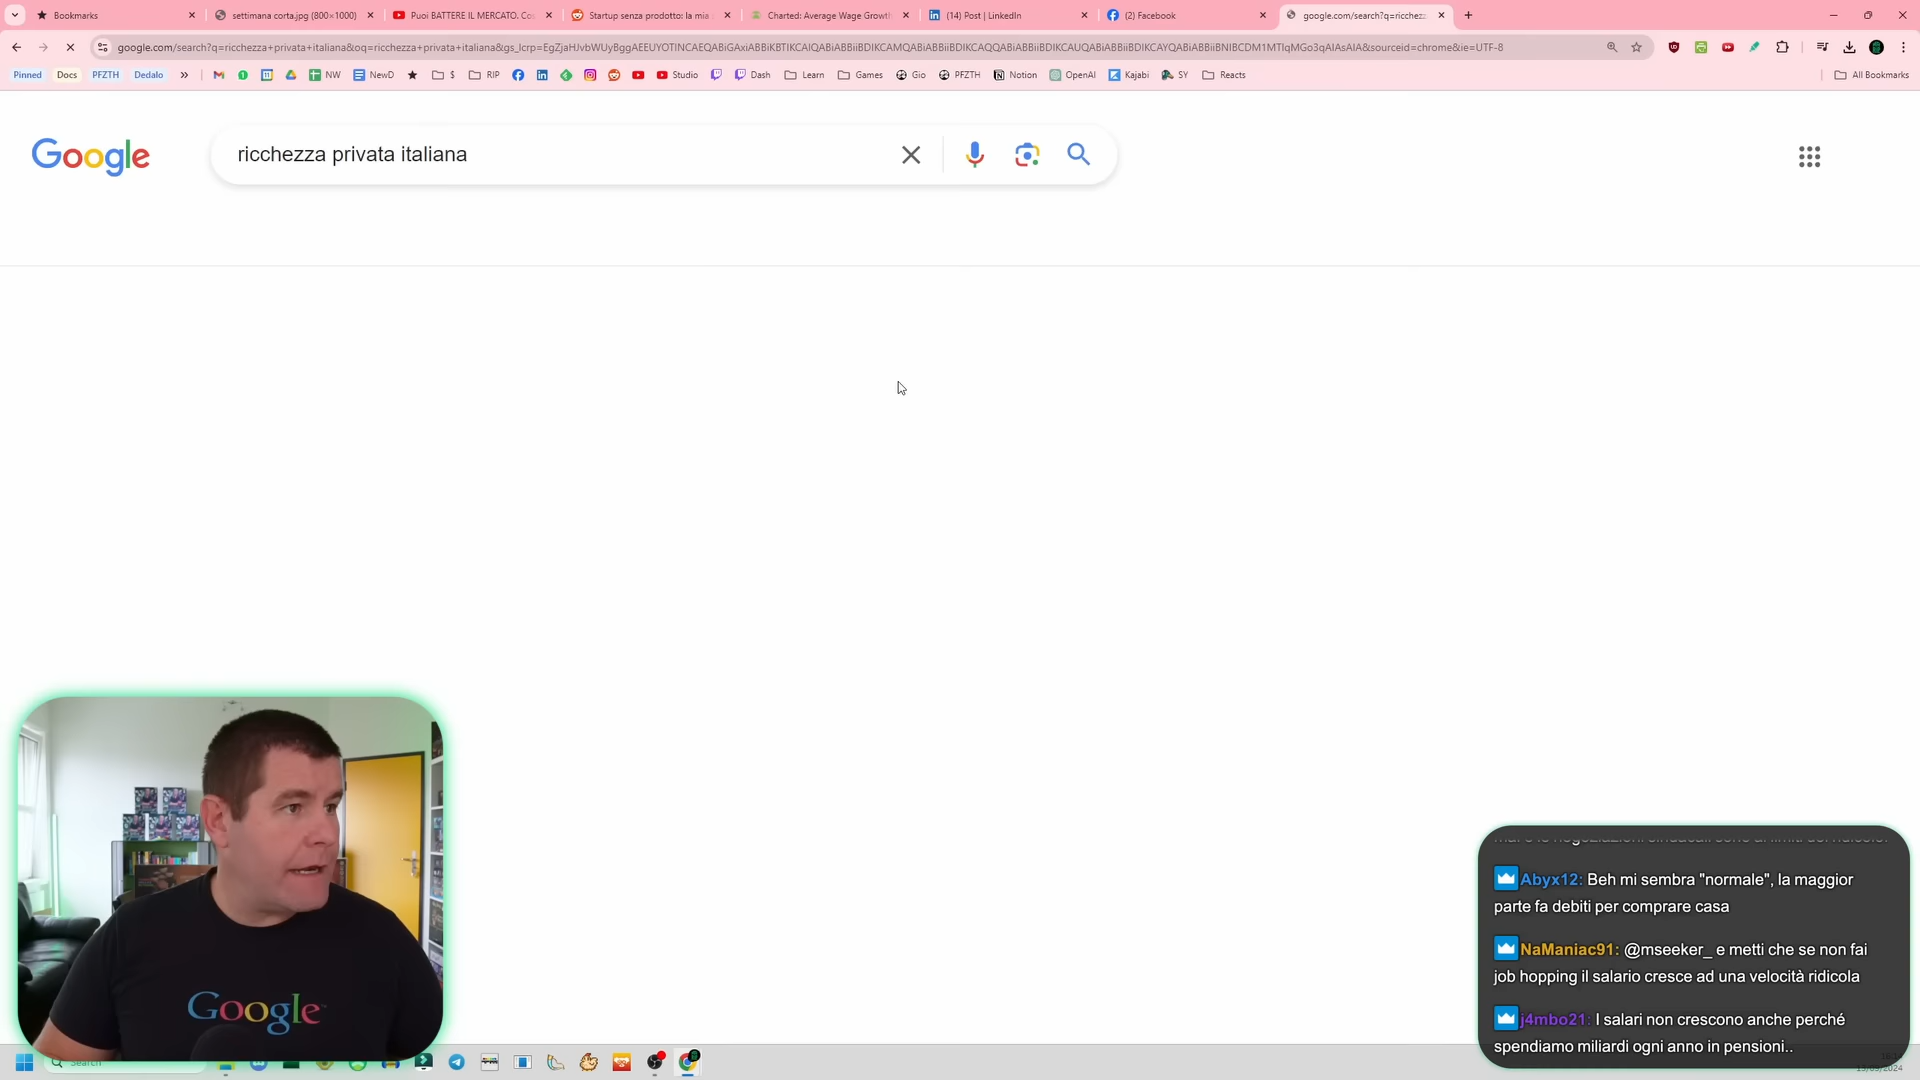 Bookmarks
settimana corta.jpg (800×1000)
Puoi BATTERE IL MERCATO. Co
Startup senza prodotto: la mia
Charted: Average Wage Growth
(14) Post | LinkedIn
(2) Facebook
google.com/search?q=ricchezz
Pinned Docs PFZTH Dedalo NW NewD $ RIP Studio Dash Learn Games Gio PFZTH Notion OpenAI Kajabi SY Reacts All Bookmarks
Google
ricchezza privata italiana
Google
Abyx12: Beh mi sembra "normale", la maggior
parte fa debiti per comprare casa
NaManiac91: @mseeker_ e metti che se non fai
job hopping il salario cresce ad una velocità ridicola
j4mbo21: I salari non crescono anche perché
spendiamo miliardi ogni anno in pensioni..
Search